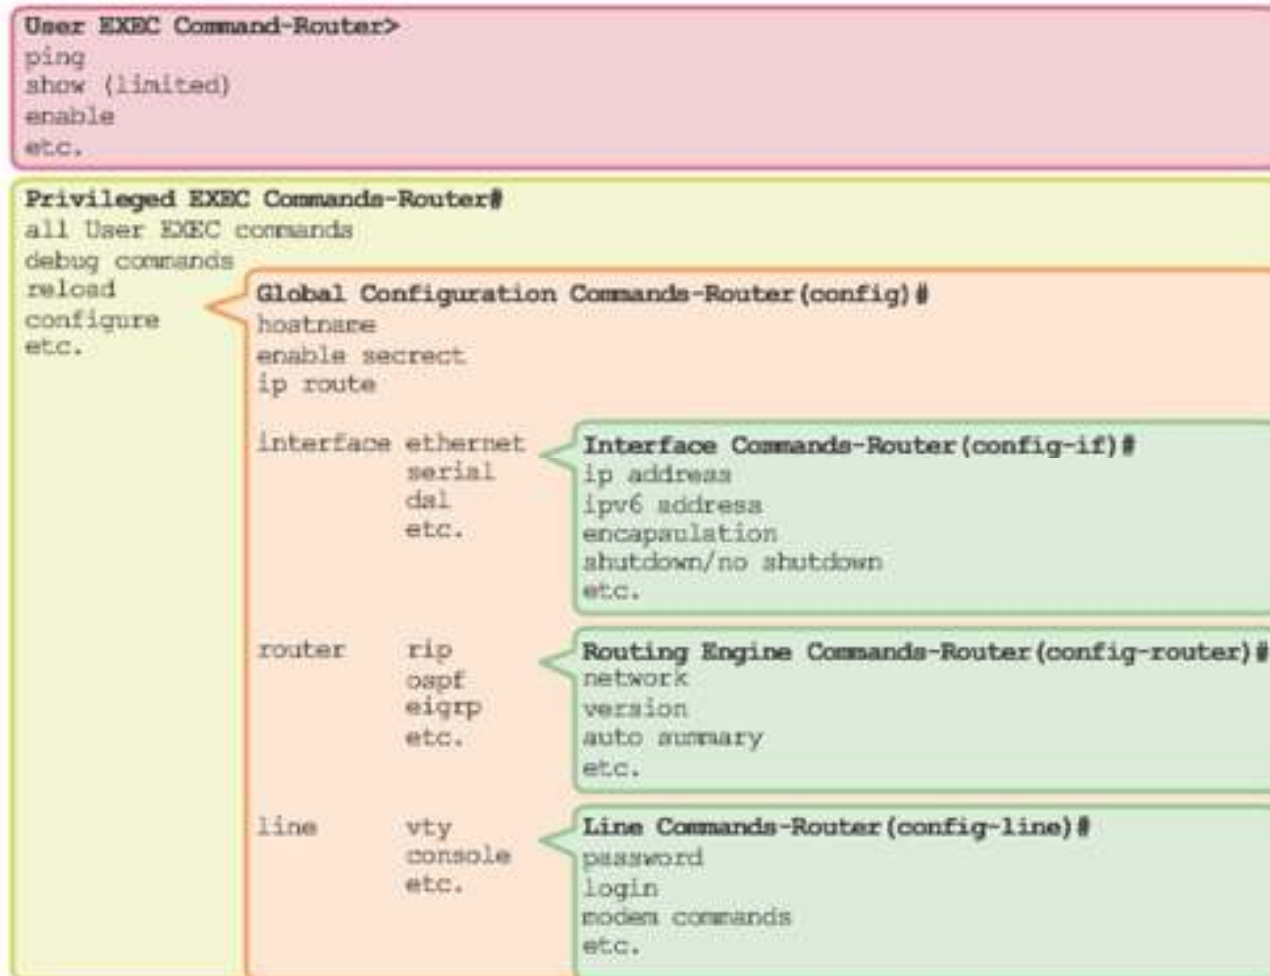 User EXEC Command-Router>
ping
show (limited)
enable
etc.
Privileged EXEC Commands-Router#
all User EXEC commands
debug commands
reload
configure
etc.
Global Configuration Commands-Router(config)#
hostname
enable secrect
ip route
interface ethernet
serial
dsl
etc.
Interface Commands-Router(config-if)#
ip address
ipv6 address
encapsulation
shutdown/no shutdown
etc.
router rip
ospf
eigrp
etc.
Routing Engine Commands-Router(config-router)#
network
version
auto summary
etc.
line vty
console
etc.
Line Commands-Router(config-line)#
password
login
modem commands
etc.